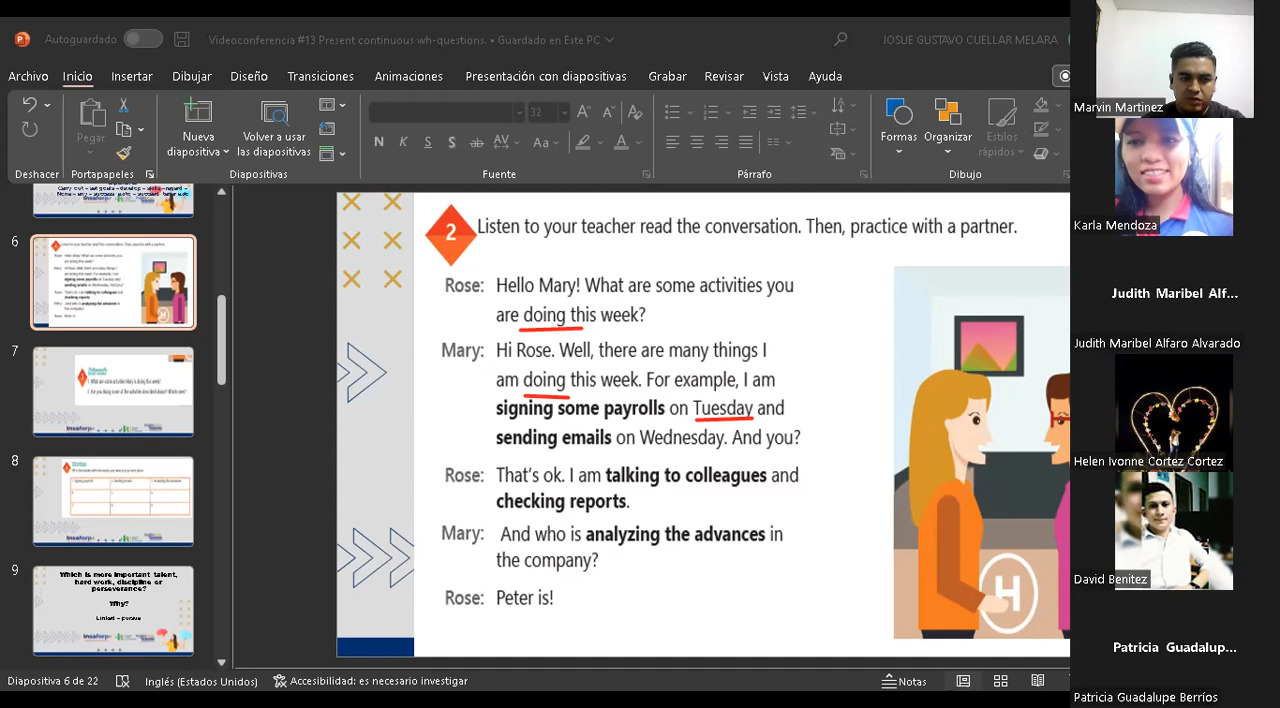 Autoguardado
Videoconferencia #13 Present continuous wh-questions. • Guardado en Este PC
JOSUE GUSTAVO CUELLAR MELARA
Archivo Inicio Insertar Dibujar Diseño Transiciones Animaciones Presentación con diapositivas Grabar Revisar Vista Ayuda
Pegar
Nueva diapositiva
Volver a usar las diapositivas
32
N K S S ab AV Aa A
Formas Organizar Estilos rápidos
Deshacer Portapapeles Diapositivas Fuente Párrafo Dibujo
6
7
8
9
Which is more important talent,
hard work, discipline or
perseverance?
Why?
Insaforp
2 Listen to your teacher read the conversation. Then, practice with a partner.
Rose: Hello Mary! What are some activities you
are doing this week?
Mary: Hi Rose. Well, there are many things I
am doing this week. For example, I am
signing some payrolls on Tuesday and
sending emails on Wednesday. And you?
Rose: That's ok. I am talking to colleagues and
checking reports.
Mary: And who is analyzing the advances in
the company?
Rose: Peter is!
H
Marvin Martinez
Karla Mendoza
Judith Maribel Alf...
Judith Maribel Alfaro Alvarado
Helen Ivonne Cortez Cortez
David Benitez
Patricia Guadalup...
Patricia Guadalupe Berríos
Diapositiva 6 de 22
Inglés (Estados Unidos)
Accesibilidad: es necesario investigar
Notas